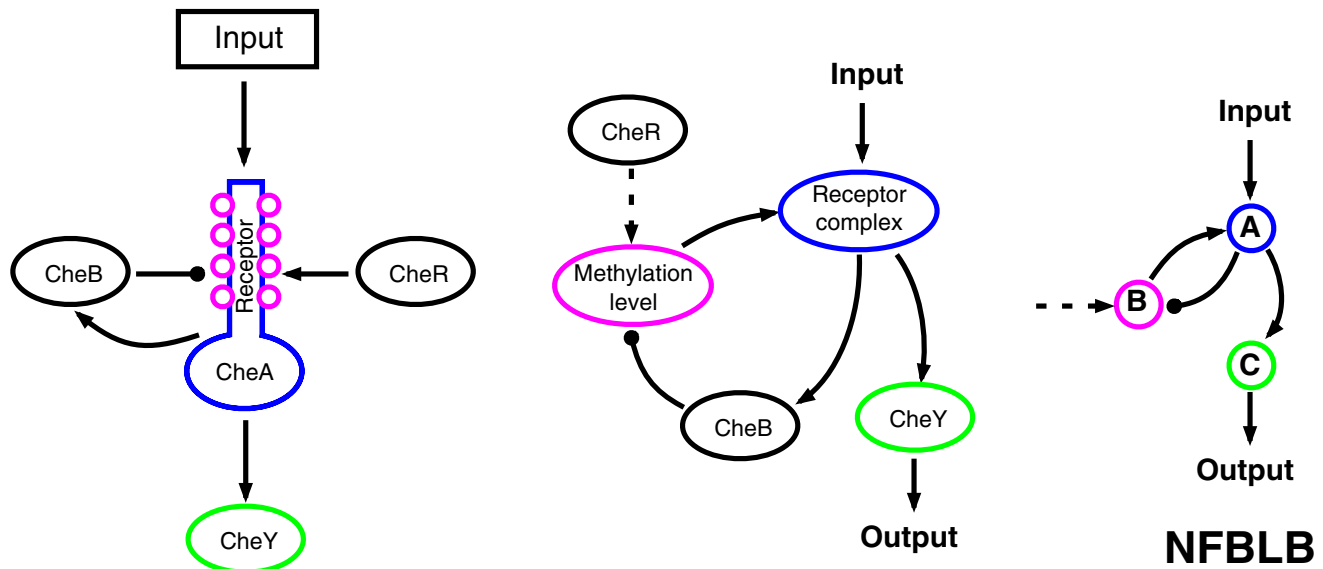 Input
CheB
Receptor
CheR
CheA
CheY
Input
CheR
Receptor
complex
Methylation
level
CheB
CheY
Output
Input
A
B
C
Output
NFBLB